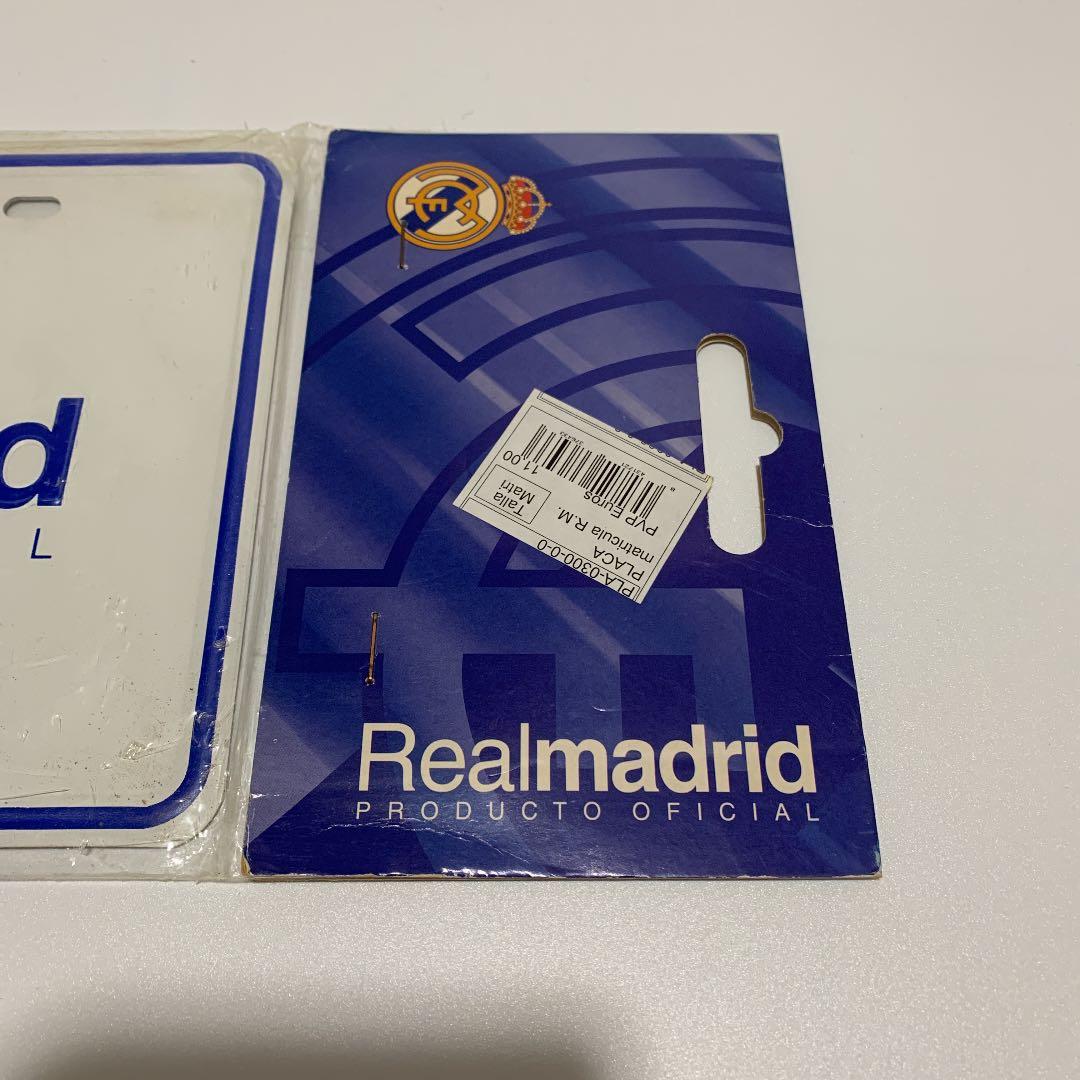 d
L
PLA-0300-0-0
PLACA
matricula R.M.
Talla
Matri
PVP Euros
11.00
Realmadrid
PRODUCTO OFICIAL